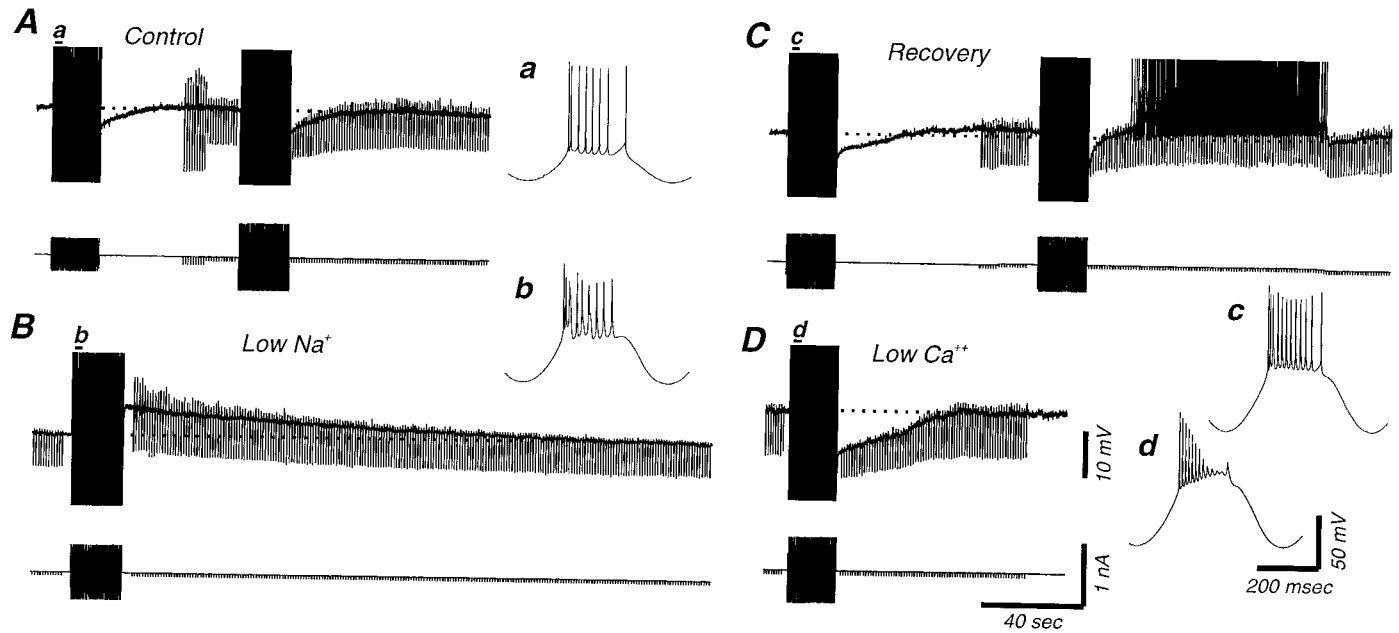 A
a
Control
a
B
b
Low Na⁺
b
C
c
Recovery
c
D
d
Low Ca⁺⁺
d
10 mV
1 nA
40 sec
50 mV
200 msec